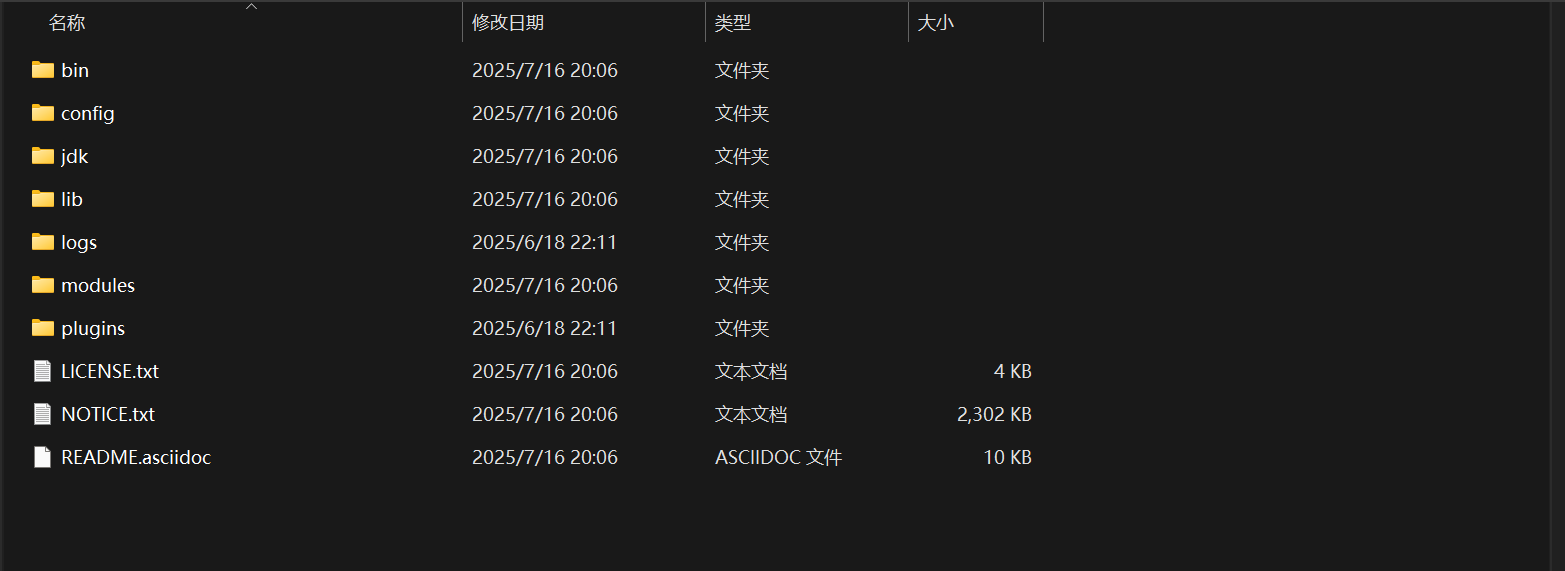 名称 修改日期 类型 大小
bin 2025/7/16 20:06 文件夹
config 2025/7/16 20:06 文件夹
jdk 2025/7/16 20:06 文件夹
lib 2025/7/16 20:06 文件夹
logs 2025/6/18 22:11 文件夹
modules 2025/7/16 20:06 文件夹
plugins 2025/6/18 22:11 文件夹
LICENSE.txt 2025/7/16 20:06 文本文档 4 KB
NOTICE.txt 2025/7/16 20:06 文本文档 2,302 KB
README.asciidoc 2025/7/16 20:06 ASCIIDOC 文件 10 KB